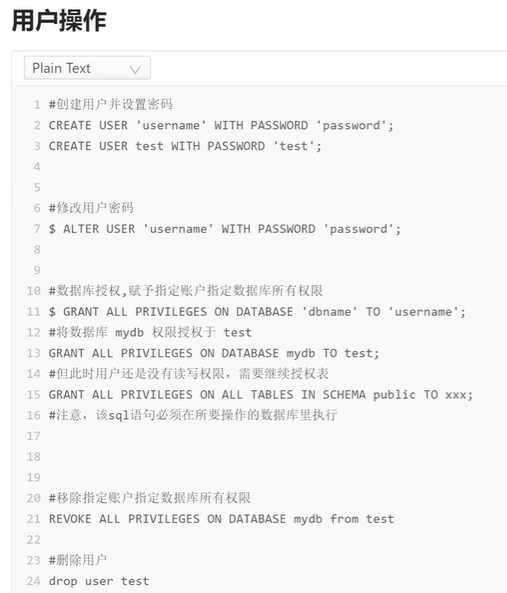 用户操作
Plain Text
1 #创建用户并设置密码
2 CREATE USER 'username' WITH PASSWORD 'password';
3 CREATE USER test WITH PASSWORD 'test';
4
5
6 #修改用户密码
7 $ ALTER USER 'username' WITH PASSWORD 'password';
8
9
10 #数据库授权,赋予指定账户指定数据库所有权限
11 $ GRANT ALL PRIVILEGES ON DATABASE 'dbname' TO 'username';
12 #将数据库 mydb 权限授权于 test
13 GRANT ALL PRIVILEGES ON DATABASE mydb TO test;
14 #但此时用户还是没有读写权限，需要继续授权表
15 GRANT ALL PRIVILEGES ON ALL TABLES IN SCHEMA public TO xxx;
16 #注意，该sql语句必须在所要操作的数据库里执行
17
18
19
20 #移除指定账户指定数据库所有权限
21 REVOKE ALL PRIVILEGES ON DATABASE mydb from test
22
23 #删除用户
24 drop user test